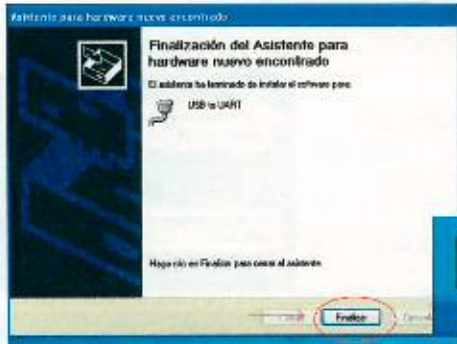 Asistente para hardware nuevo encontrado
Finalización del Asistente para
hardware nuevo encontrado
El asistente ha terminado de instalar el software para:
USB to UART
Haga clic en Finalizar para cerrar el asistente.
Finalizar